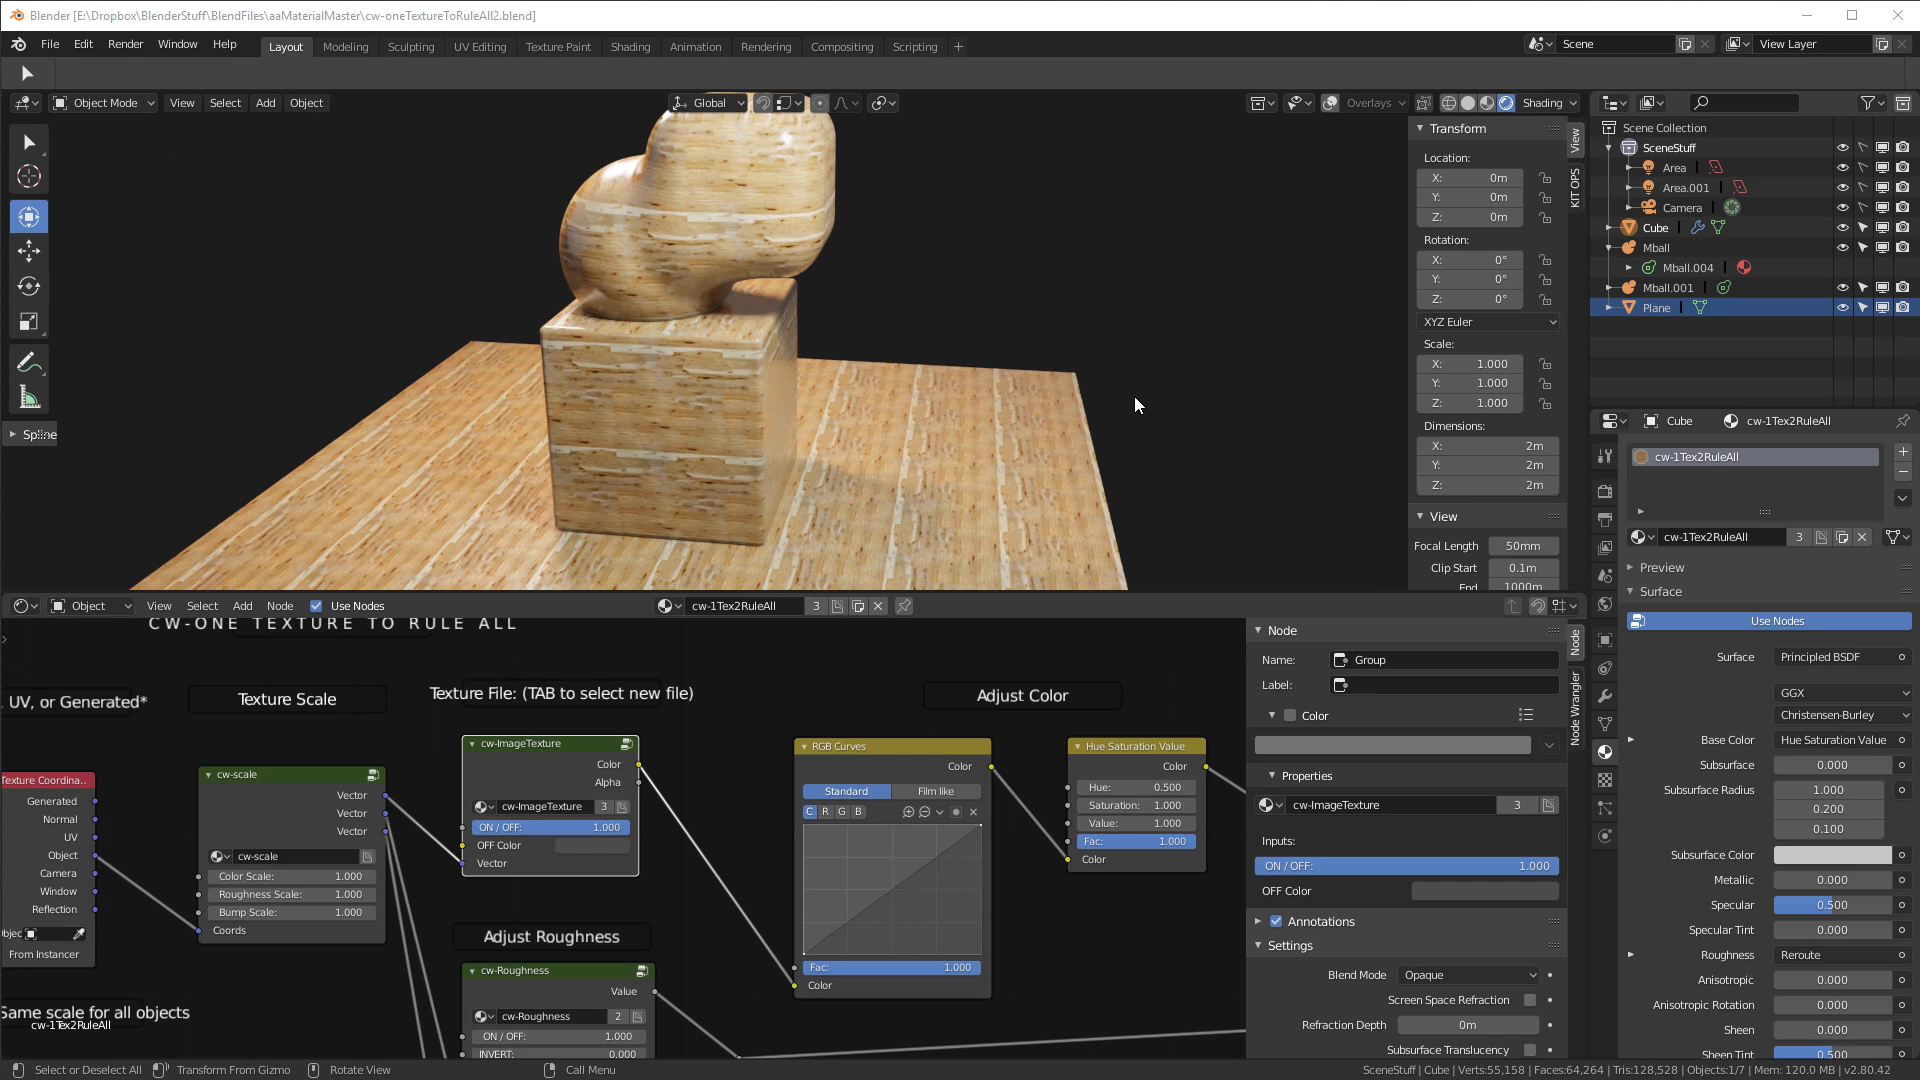 Blender [E:\Dropbox\BlenderStuff\BlendFiles\aaMaterialMaster\cw-oneTextureToRuleAll2.blend]
File Edit Render Window Help Layout Modeling Sculpting UV Editing Texture Paint Shading Animation Rendering Compositing Scripting + Scene View Layer
Object Mode View Select Add Object Global Overlays Shading
Spline
Transform
Location:
X: 0m
Y: 0m
Z: 0m
Rotation:
X: 0°
Y: 0°
Z: 0°
XYZ Euler
Scale:
X: 1.000
Y: 1.000
Z: 1.000
Dimensions:
X: 2m
Y: 2m
Z: 2m
View
Focal Length 50mm
Clip Start 0.1m
End 1000m
View
KIT OPS
Scene Collection
SceneStuff
Area
Area.001
Camera
Cube
Mball
Mball.004
Mball.001
Plane
Cube cw-1Tex2RuleAll
cw-1Tex2RuleAll
cw-1Tex2RuleAll 3
Preview
Surface
Use Nodes
Surface Principled BSDF
GGX
Christensen-Burley
Base Color Hue Saturation Value
Subsurface 0.000
Subsurface Radius 1.000
0.200
0.100
Subsurface Color
Metallic 0.000
Specular 0.500
Specular Tint 0.000
Roughness Reroute
Anisotropic 0.000
Anisotropic Rotation 0.000
Sheen 0.000
Sheen Tint 0.500
Object View Select Add Node Use Nodes cw-1Tex2RuleAll 3
CW-ONE TEXTURE TO RULE ALL
, UV, or Generated*
Texture Scale
Texture File: (TAB to select new file)
Adjust Color
Texture Coordina..
Generated
Normal
UV
Object
Camera
Window
Reflection
Objec
From Instancer
Same scale for all objects
cw-1Tex2RuleAll
cw-scale
Vector
Vector
Vector
cw-scale
Color Scale: 1.000
Roughness Scale: 1.000
Bump Scale: 1.000
Coords
cw-ImageTexture
Color
Alpha
cw-ImageTexture 3
ON / OFF: 1.000
OFF Color
Vector
Adjust Roughness
cw-Roughness
Value
cw-Roughness 2
ON / OFF: 1.000
INVERT: 0.000
RGB Curves
Color
Standard Film like
C R G B
Fac: 1.000
Color
Hue Saturation Value
Color
Hue: 0.500
Saturation: 1.000
Value: 1.000
Fac: 1.000
Color
Node
Name: Group
Label:
Color
Properties
cw-ImageTexture 3
Inputs:
ON / OFF: 1.000
OFF Color
Annotations
Settings
Blend Mode Opaque
Screen Space Refraction
Refraction Depth 0m
Subsurface Translucency
Node
Node Wrangler
Select or Deselect All Transform From Gizmo Rotate View Call Menu SceneStuff | Cube | Verts:55,158 | Faces:64,264 | Tris:128,528 | Objects:1/7 | Mem: 120.0 MB | v2.80.42